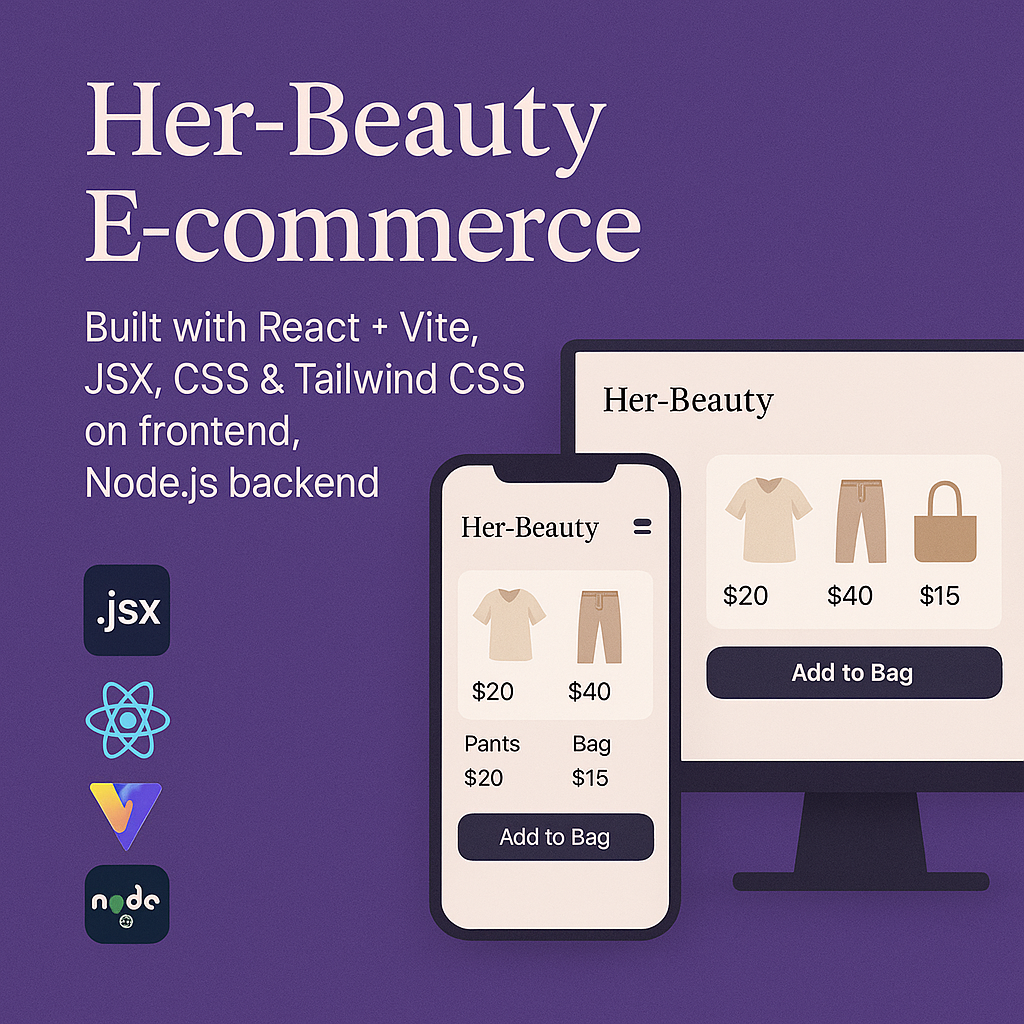 Her-Beauty
E-commerce
Built with React + Vite,
JSX, CSS & Tailwind CSS
on frontend,
Node.js backend
.jsx
node
Her-Beauty
$20 $40
Pants Bag
$20 $15
Add to Bag
Her-Beauty
$20 $40 $15
Add to Bag